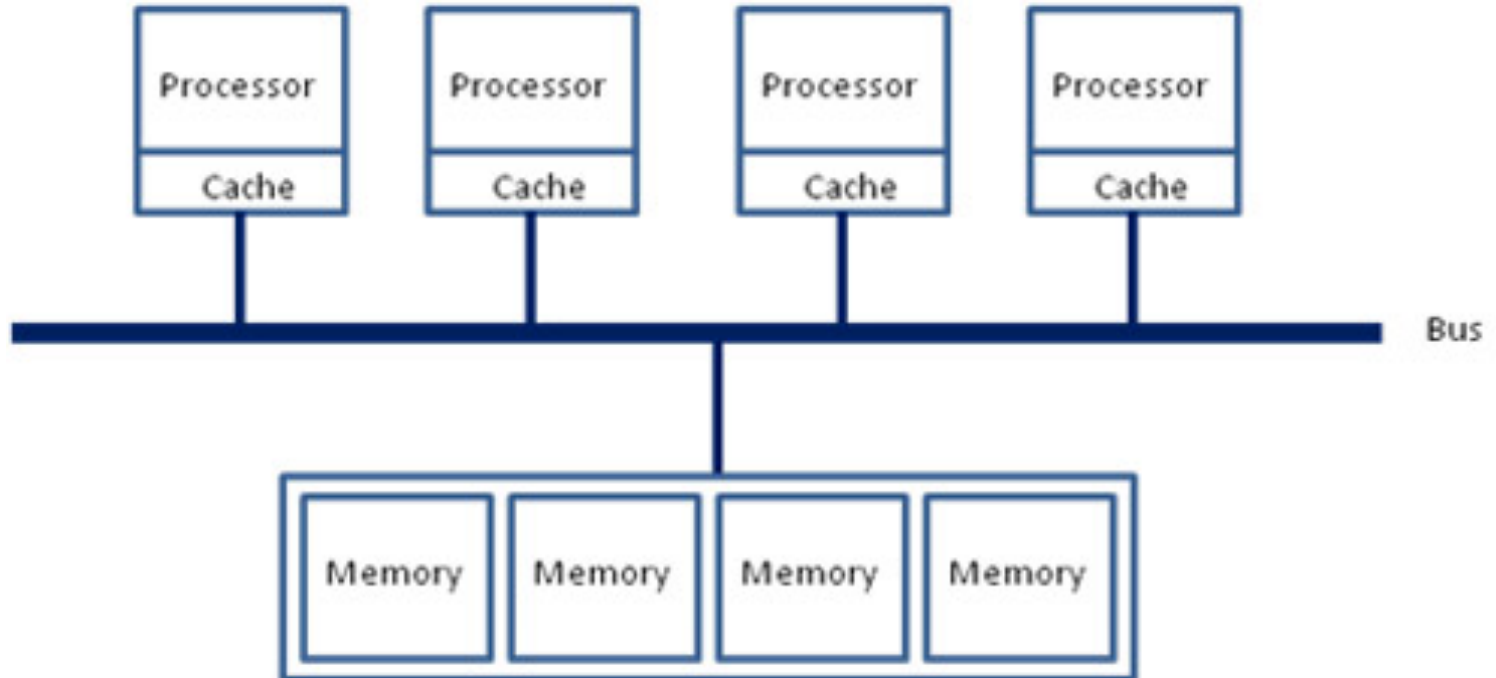 Processor Processor Processor Processor
Cache Cache Cache Cache
Bus
Memory Memory Memory Memory